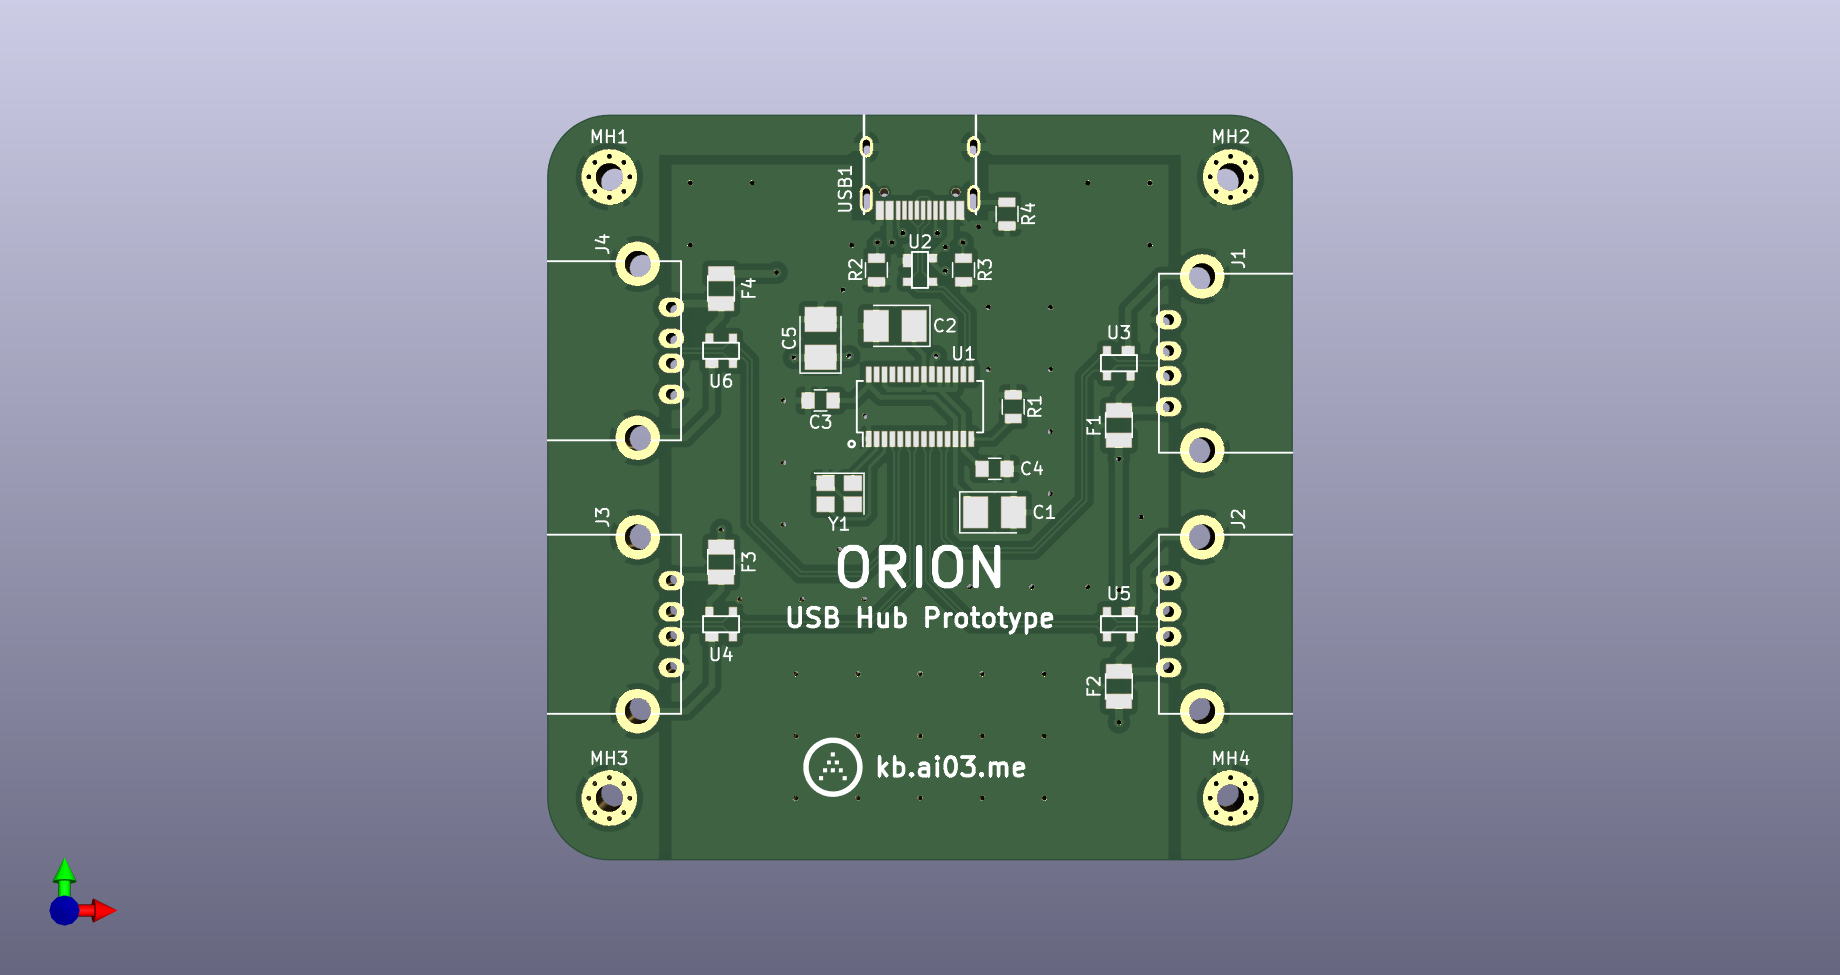 MH1
MH2
USB1
R4
J4
U2
J1
R2
R3
F4
C5
C2
U3
U1
U6
C3
R1
F1
C4
Y1
C1
J3
J2
ORION
F3
U5
USB Hub Prototype
U4
F2
MH3
kb.ai03.me
MH4